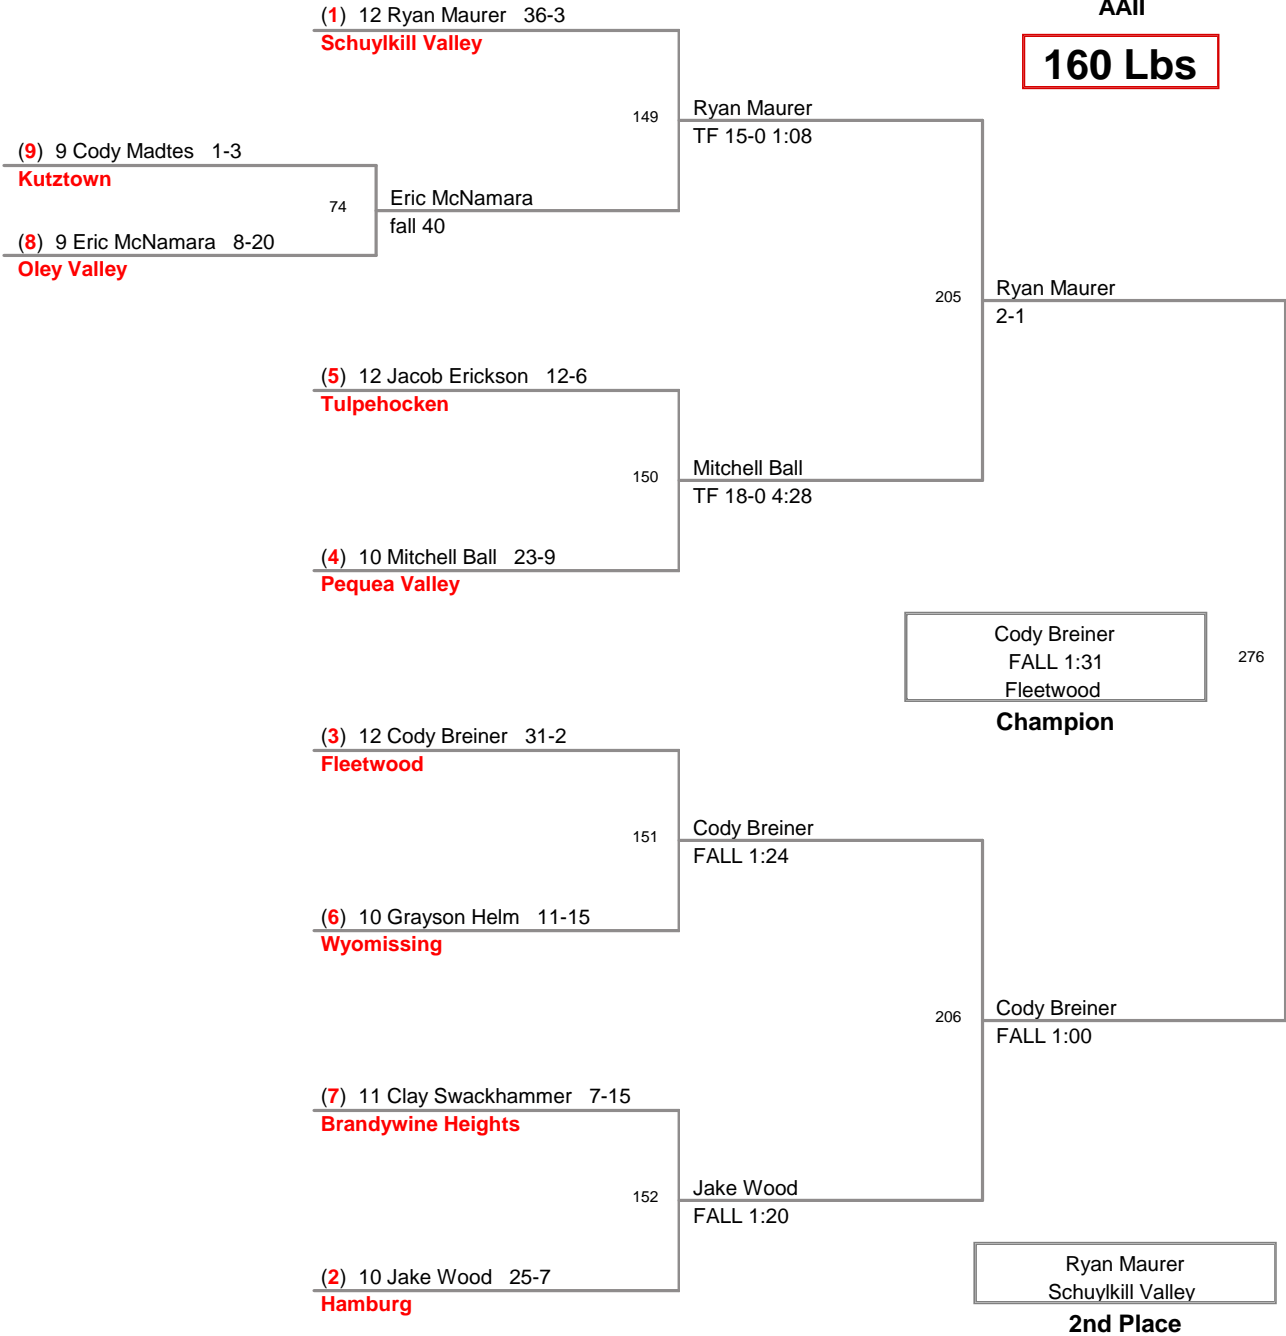 AAII
160 Lbs
(1) 12 Ryan Maurer 36-3
Schuylkill Valley
149
Ryan Maurer
TF 15-0 1:08
(9) 9 Cody Madtes 1-3
Kutztown
74
Eric McNamara
fall 40
(8) 9 Eric McNamara 8-20
Oley Valley
205
Ryan Maurer
2-1
(5) 12 Jacob Erickson 12-6
Tulpehocken
150
Mitchell Ball
TF 18-0 4:28
(4) 10 Mitchell Ball 23-9
Pequea Valley
Cody Breiner
FALL 1:31
Fleetwood
276
Champion
(3) 12 Cody Breiner 31-2
Fleetwood
151
Cody Breiner
FALL 1:24
(6) 10 Grayson Helm 11-15
Wyomissing
206
Cody Breiner
FALL 1:00
(7) 11 Clay Swackhammer 7-15
Brandywine Heights
152
Jake Wood
FALL 1:20
(2) 10 Jake Wood 25-7
Hamburg
Ryan Maurer
Schuylkill Valley
2nd Place